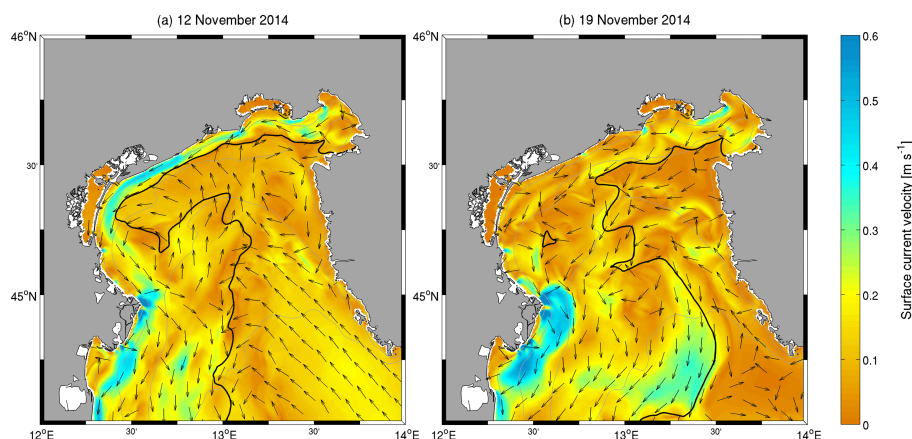 (a) 12 November 2014
(b) 19 November 2014
46°N
30'
45°N
12°E
30'
13°E
30'
14°E
46°N
30'
45°N
12°E
30'
13°E
30'
14°E
0.6
0.5
0.4
0.3
0.2
0.1
0
Surface current velocity [m s⁻¹]